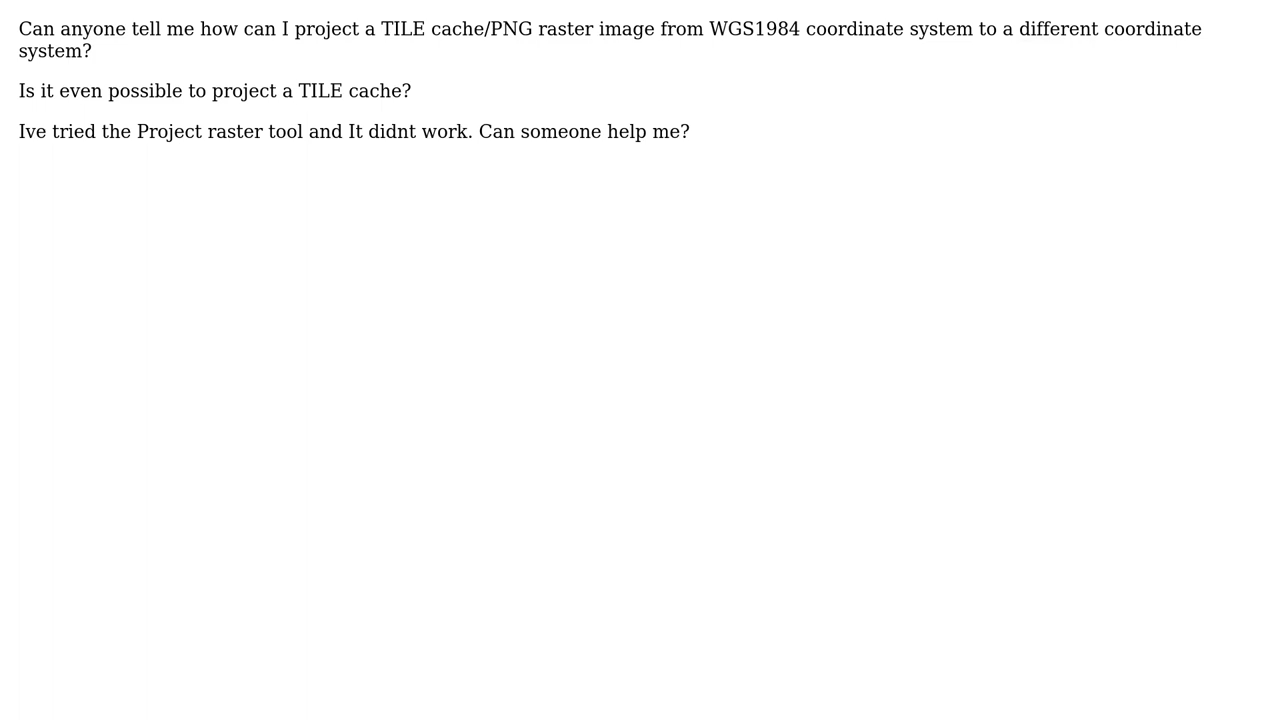 Can anyone tell me how can I project a TILE cache/PNG raster image from WGS1984 coordinate system to a different coordinate
system?
Is it even possible to project a TILE cache?
Ive tried the Project raster tool and It didnt work. Can someone help me?